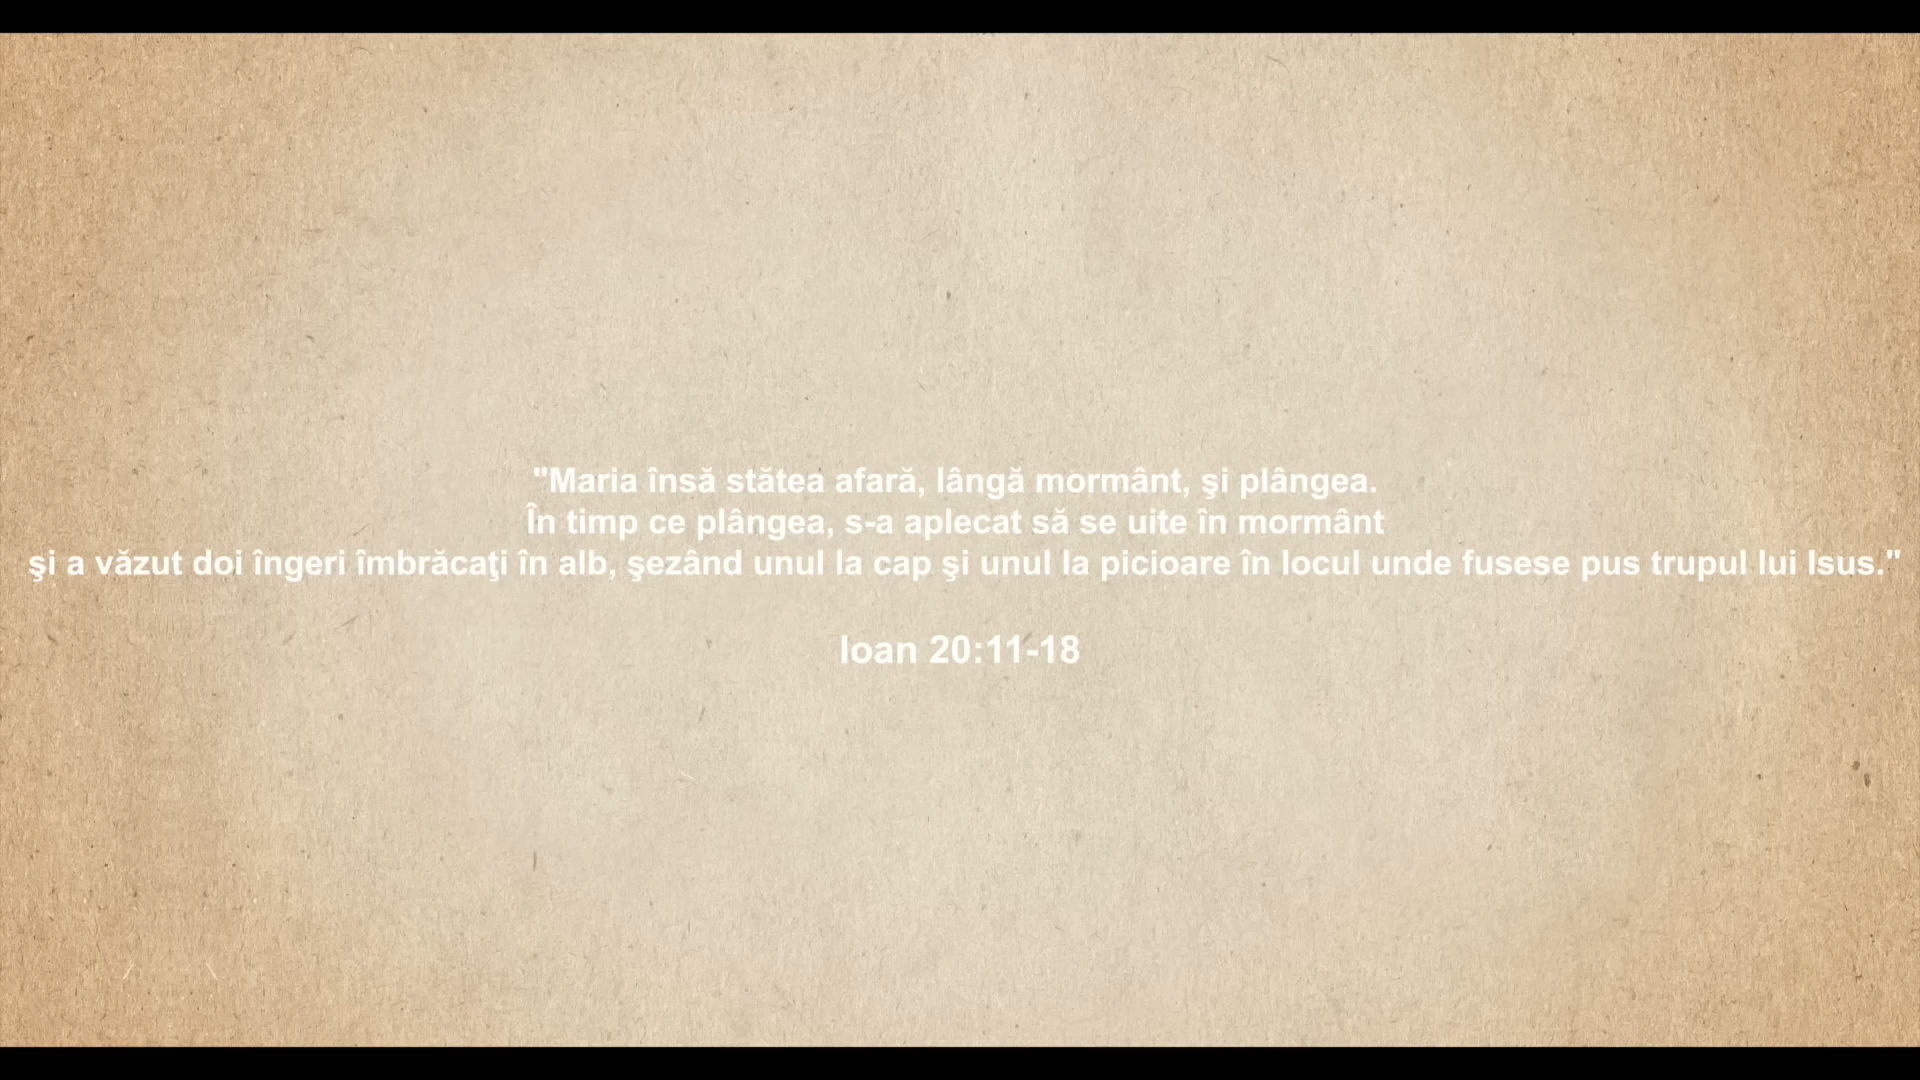 "Maria însă stătea afară, lângă mormânt, şi plângea.
În timp ce plângea, s-a aplecat să se uite în mormânt
şi a văzut doi îngeri îmbrăcaţi în alb, şezând unul la cap şi unul la picioare în locul unde fusese pus trupul lui Isus."
Ioan 20:11-18